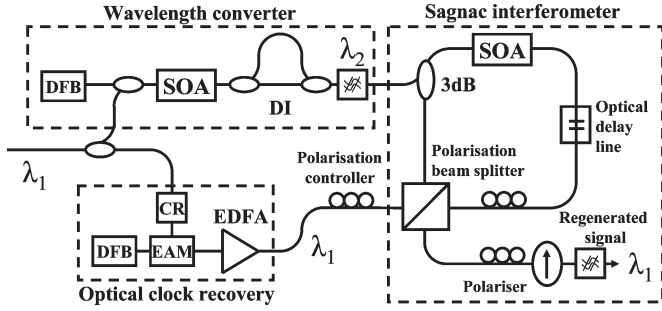 Wavelength converter
Sagnac interferometer
λ2
DFB
SOA
DI
3dB
SOA
Optical
delay
line
λ1
Polarisation
controller
Polarisation
beam splitter
CR
EDFA
DFB
EAM
λ1
Regenerated
signal
λ1
Polariser
Optical clock recovery